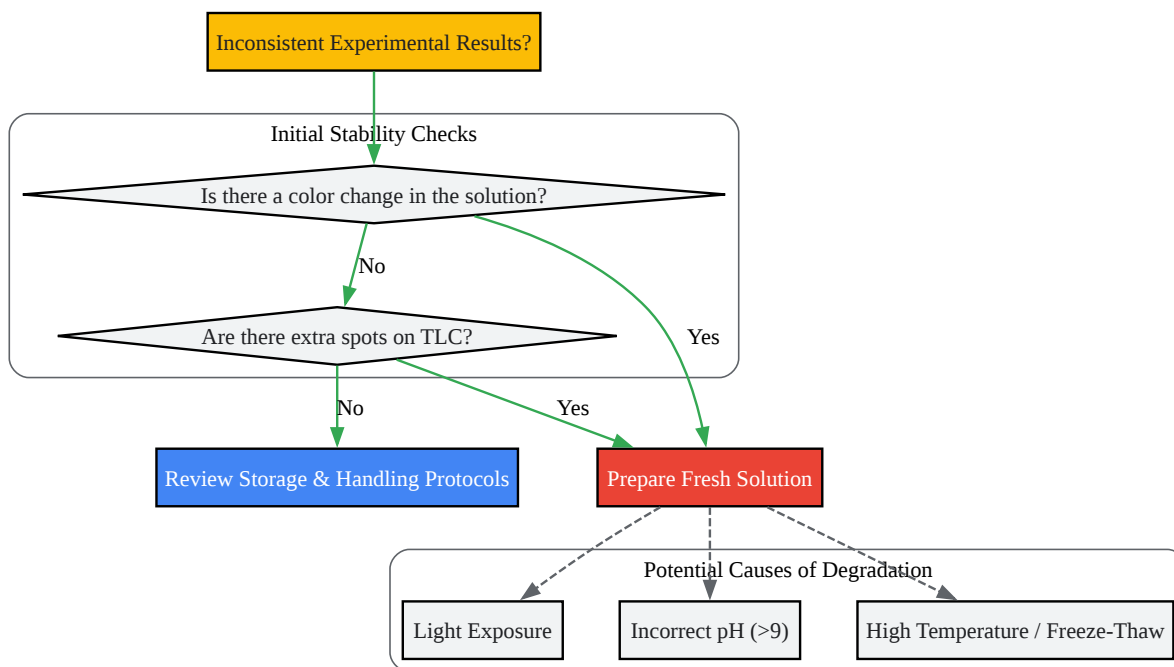 Inconsistent Experimental Results?
Initial Stability Checks
Is there a color change in the solution?
No
Are there extra spots on TLC?
Yes
No
Yes
Review Storage & Handling Protocols
Prepare Fresh Solution
Potential Causes of Degradation
Light Exposure
Incorrect pH (>9)
High Temperature / Freeze-Thaw